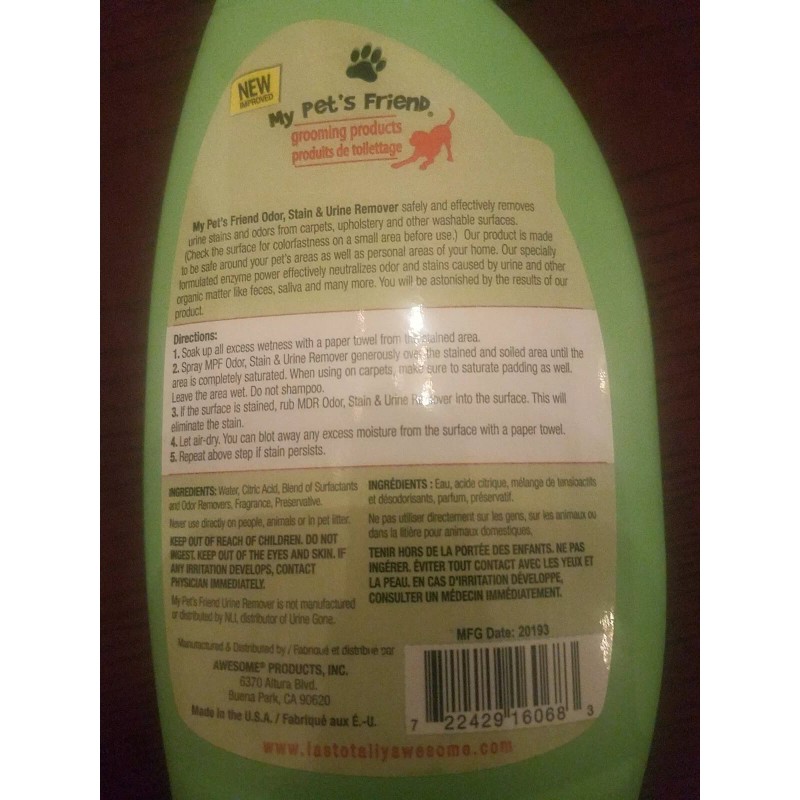 NEW
IMPROVED
My Pet's Friend®
grooming products
produits de toilettage
My Pet's Friend Odor, Stain & Urine Remover safely and effectively removes
urine stains and odors from carpets, upholstery and other washable surfaces.
(Check the surface for colorfastness on a small area before use.) Our product is made
to be safe around your pet's areas as well as personal areas of your home. Our specially
formulated enzyme power effectively neutralizes odor and stains caused by urine and other
organic matter like feces, saliva and many more. You will be astonished by the results of our
product.
Directions:
1. Soak up all excess wetness with a paper towel from the stained area.
2. Spray MPF Odor, Stain & Urine Remover generously over the stained and soiled area until the
area is completely saturated. When using on carpets, make sure to saturate padding as well.
Leave the area wet. Do not shampoo.
3. If the surface is stained, rub MDR Odor, Stain & Urine Remover into the surface. This will
eliminate the stain.
4. Let air-dry. You can blot away any excess moisture from the surface with a paper towel.
5. Repeat above step if stain persists.
INGREDIENTS: Water, Citric Acid, Blend of Surfactants
and Odor Removers, Fragrance, Preservative.
Never use directly on people, animals or in pet litter.
KEEP OUT OF REACH OF CHILDREN. DO NOT
INGEST. KEEP OUT OF THE EYES AND SKIN. IF
ANY IRRITATION DEVELOPS, CONTACT
PHYSICIAN IMMEDIATELY.
My Pet's Friend Urine Remover is not manufactured
or distributed by NLI, distributor of Urine Gone.
INGRÉDIENTS : Eau, acide citrique, mélange de tensioactifs
et désodorisants, parfum, préservatif.
Ne pas utiliser directement sur les gens, sur les animaux ou
dans la litière pour animaux domestiques.
TENIR HORS DE LA PORTÉE DES ENFANTS. NE PAS
INGÉRER. ÉVITER TOUT CONTACT AVEC LES YEUX ET
LA PEAU. EN CAS D'IRRITATION DÉVELOPPE,
CONSULTER UN MÉDECIN IMMÉDIATEMENT.
Manufactured & Distributed by / Fabriqué et distribué par
AWESOME® PRODUCTS, INC.
6370 Altura Blvd.
Buena Park, CA 90620
Made in the U.S.A. / Fabriqué aux É.-U.
MFG Date: 20193
7 22429 16068 3
www.lastotallyawesome.com